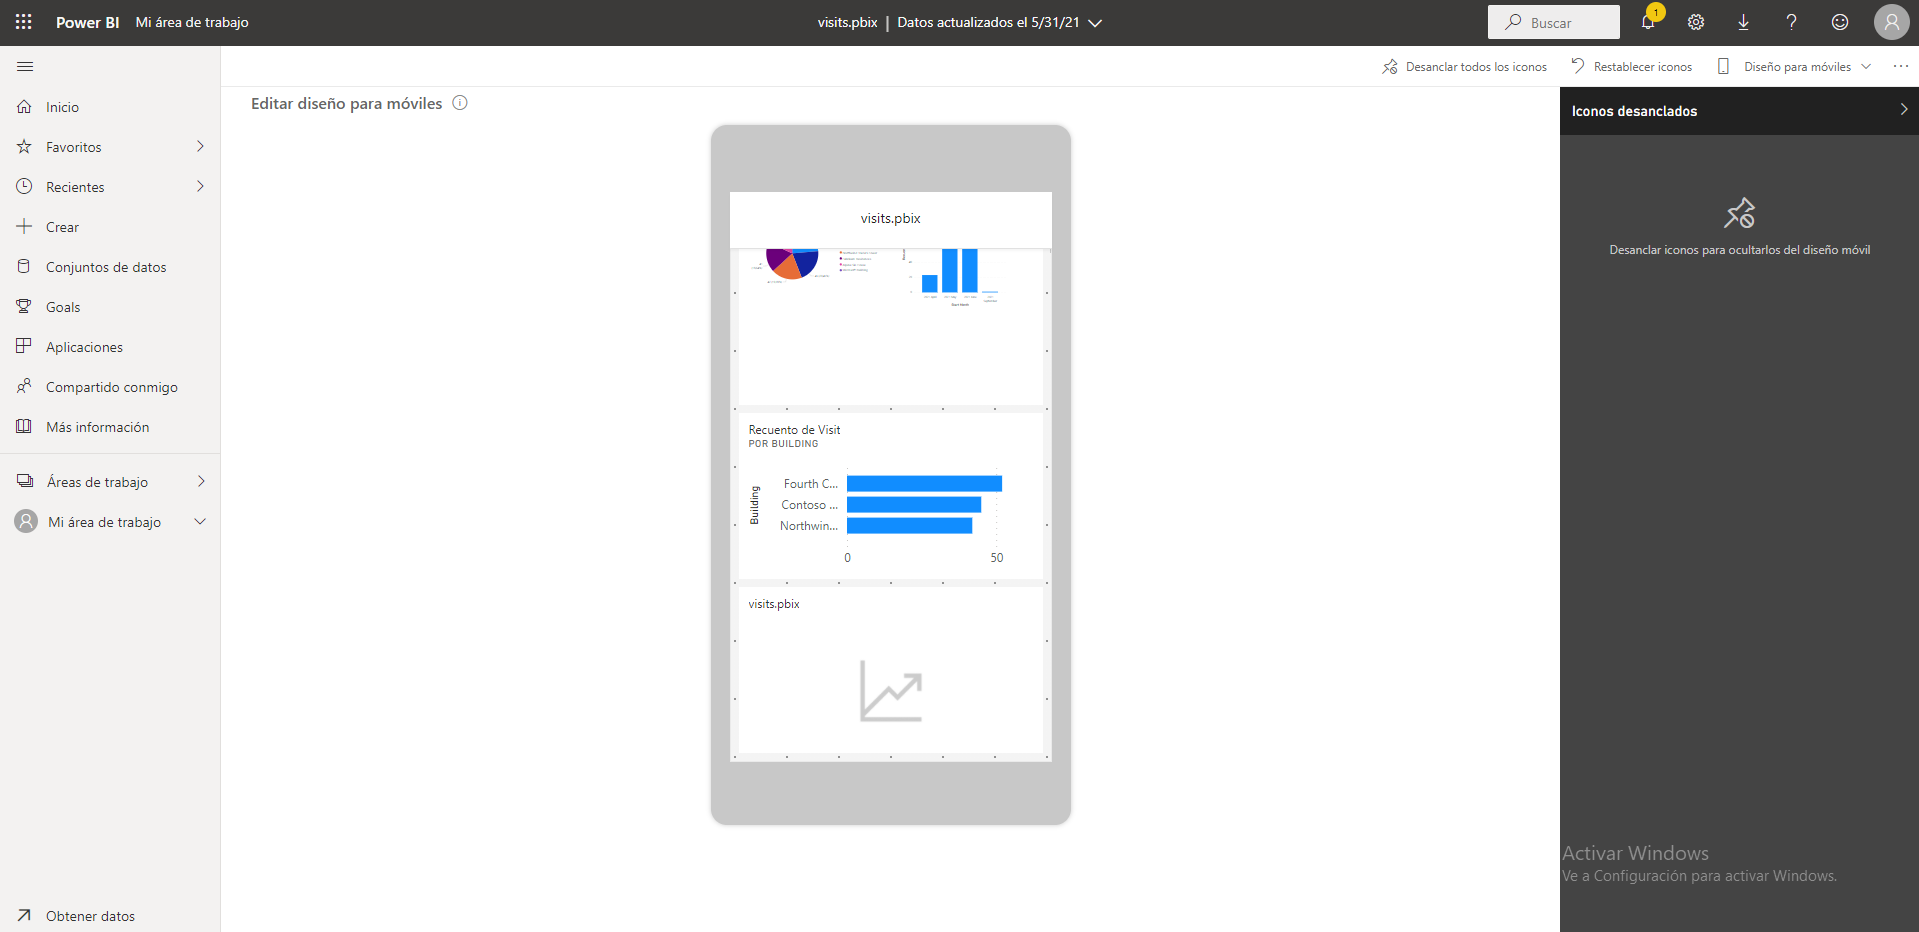 Power BI Mi área de trabajo
visits.pbix | Datos actualizados el 5/31/21
Buscar
1
Desanclar todos los iconos
Restablecer iconos
Diseño para móviles
Inicio
Favoritos
Recientes
Crear
Conjuntos de datos
Goals
Aplicaciones
Compartido conmigo
Más información
Áreas de trabajo
Mi área de trabajo
Obtener datos
Editar diseño para móviles
visits.pbix
Start Month
Recuento de Visit
POR BUILDING
Building
Fourth C...
Contoso ...
Northwin...
0
50
visits.pbix
Iconos desanclados
Desanclar iconos para ocultarlos del diseño móvil
Activar Windows
Ve a Configuración para activar Windows.